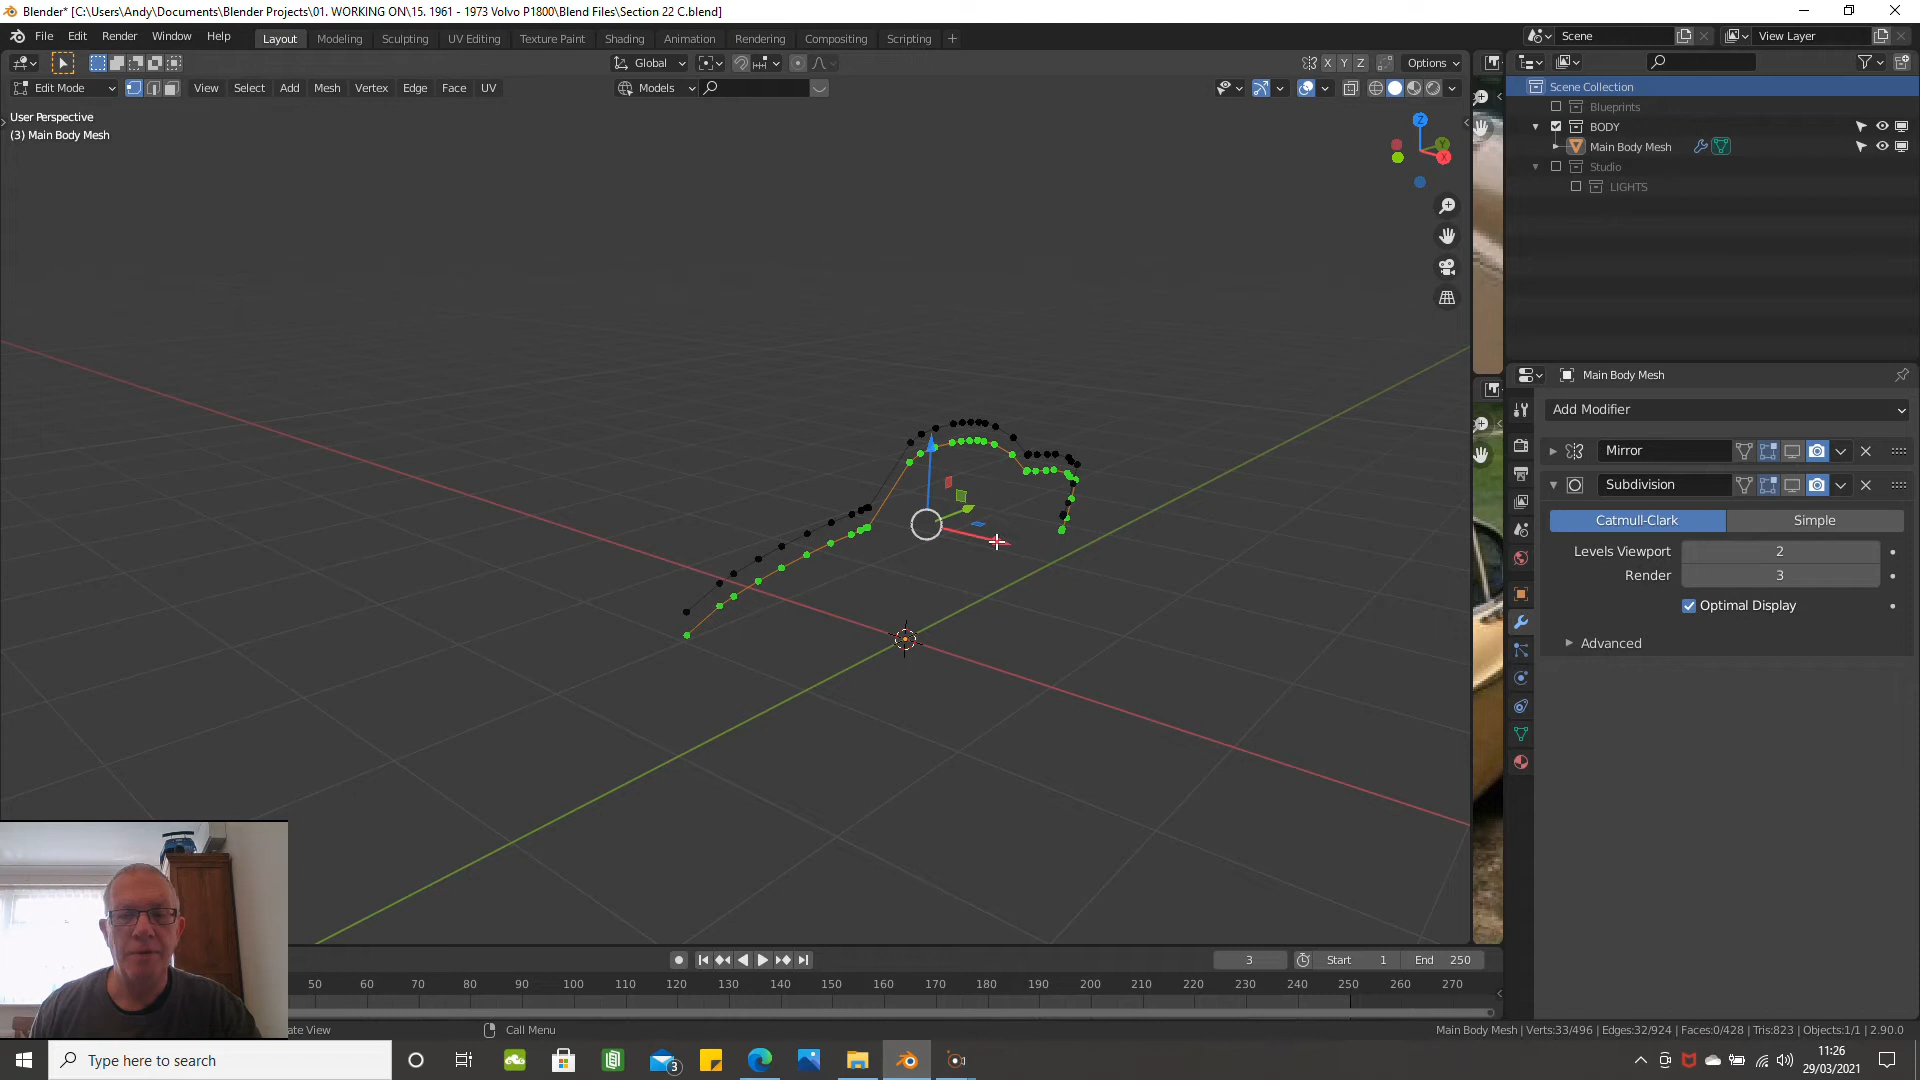 Blender* [C:\Users\Andy\Documents\Blender Projects\01. WORKING ON\15. 1961 - 1973 Volvo P1800\Blend Files\Section 22 C.blend]
File Edit Render Window Help Layout Modeling Sculpting UV Editing Texture Paint Shading Animation Rendering Compositing Scripting + Scene View Layer
Global X Y Z Options
Edit Mode View Select Add Mesh Vertex Edge Face UV Models
Scene Collection
Blueprints
BODY
Main Body Mesh
Studio
LIGHTS
User Perspective
(3) Main Body Mesh
Z
Y
X
Main Body Mesh
Add Modifier
Mirror
Subdivision
Catmull-Clark Simple
Levels Viewport 2
Render 3
Optimal Display
Advanced
3 Start 1 End 250
50 60 70 80 90 100 110 120 130 140 150 160 170 180 190 200 210 220 230 240 250 260 270
ate View Call Menu Main Body Mesh | Verts:33/496 | Edges:32/924 | Faces:0/428 | Tris:823 | Objects:1/1 | 2.90.0
Type here to search 3 11:26
29/03/2021